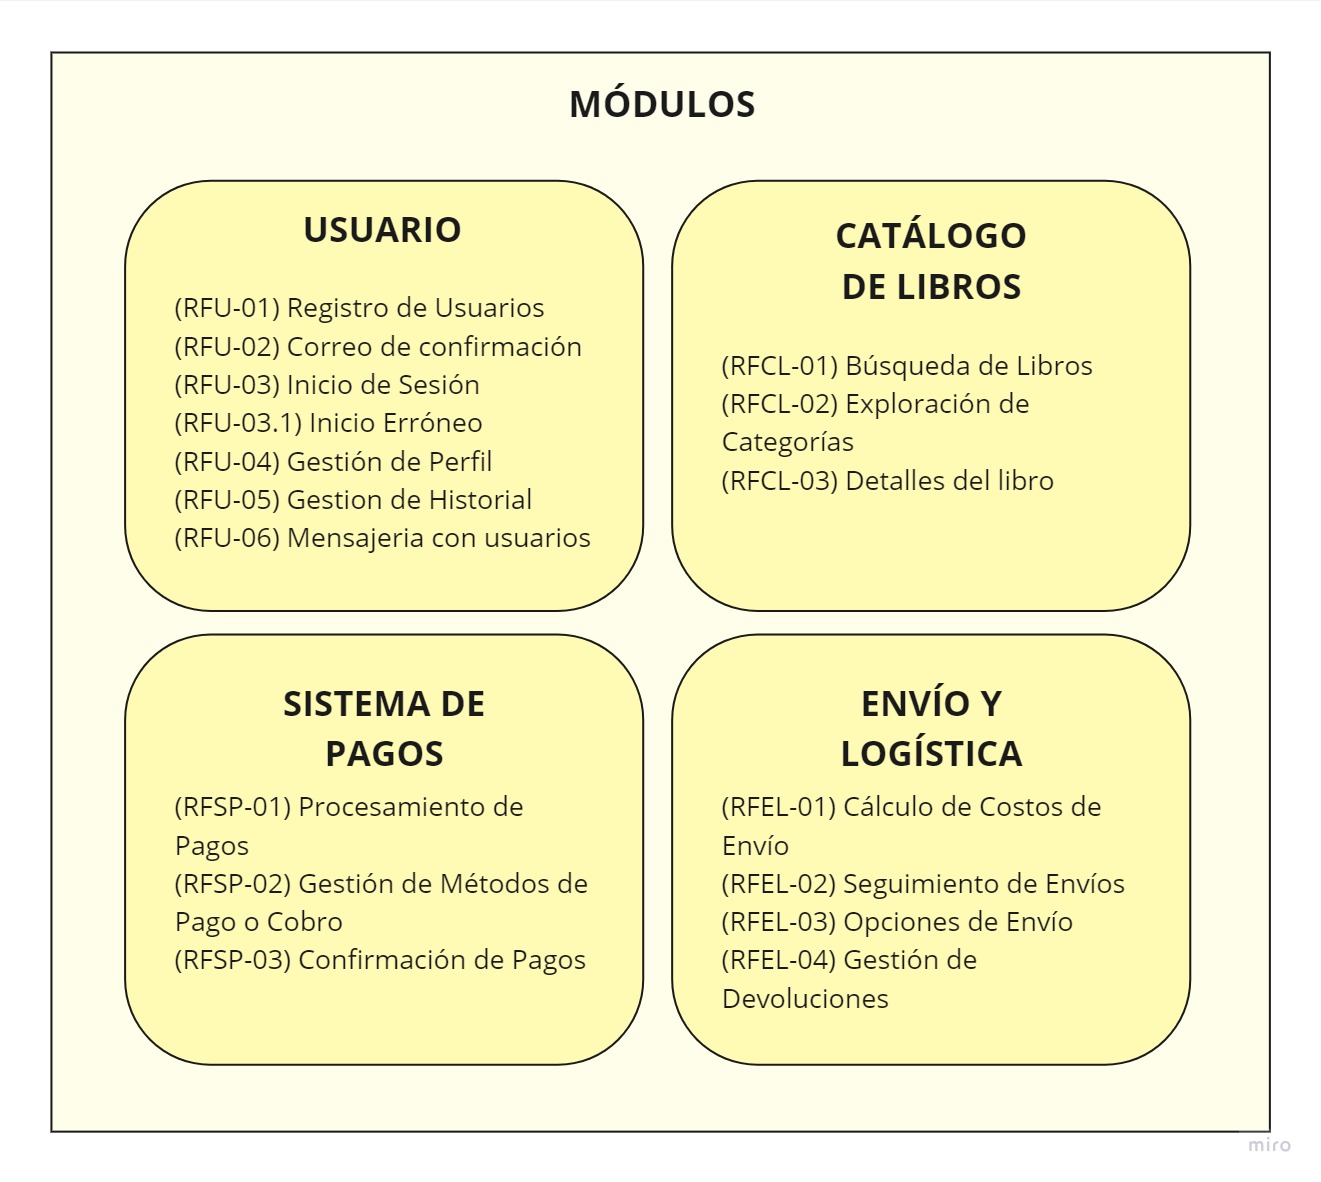 MÓDULOS
USUARIO
(RFU-01) Registro de Usuarios
(RFU-02) Correo de confirmación
(RFU-03) Inicio de Sesión
(RFU-03.1) Inicio Erróneo
(RFU-04) Gestión de Perfil
(RFU-05) Gestion de Historial
(RFU-06) Mensajeria con usuarios
CATÁLOGO
DE LIBROS
(RFCL-01) Búsqueda de Libros
(RFCL-02) Exploración de
Categorías
(RFCL-03) Detalles del libro
SISTEMA DE
PAGOS
(RFSP-01) Procesamiento de
Pagos
(RFSP-02) Gestión de Métodos de
Pago o Cobro
(RFSP-03) Confirmación de Pagos
ENVÍO Y
LOGÍSTICA
(RFEL-01) Cálculo de Costos de
Envío
(RFEL-02) Seguimiento de Envíos
(RFEL-03) Opciones de Envío
(RFEL-04) Gestión de
Devoluciones
miro